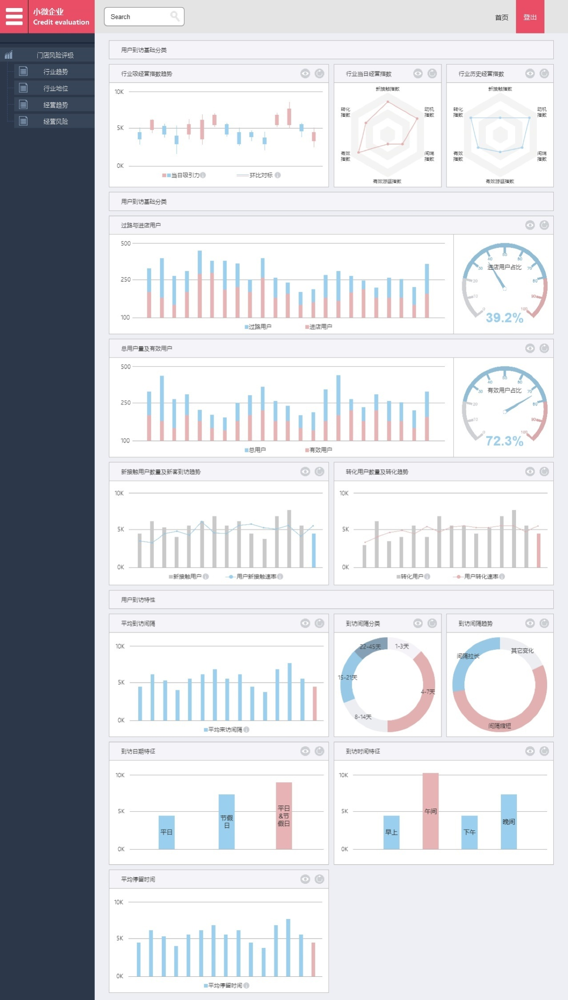 小微企业
Credit evaluation
Search
首页
登出
门店风险评级
行业趋势
行业地位
经营趋势
经营风险
用户到访基础分类
行业吸经营指数趋势
10K
5K
0K
当日吸引力
环比对标
行业当日经营指数
新接触指数
转化
指数
动机
指数
有效
指数
间隔
指数
有效游逛指数
行业历史经营指数
新接触指数
转化
指数
动机
指数
有效
指数
间隔
指数
有效游逛指数
用户到访基础分类
过路与进店用户
500
250
100
过路用户
进店用户
0
10
20
30
40
50
60
70
80
90
100
进店用户占比
39.2%
总用户量及有效用户
500
250
100
总用户
有效用户
0
10
20
30
40
50
60
70
80
90
100
有效用户占比
72.3%
新接触用户数量及新客到访趋势
10K
5K
0K
新接触用户
用户新接触速率
转化用户数量及转化趋势
10K
5K
0K
转化用户
用户转化速率
用户到访特性
平均到访间隔
10K
5K
0K
平均来访间隔
到访间隔分类
22-45天
1-3天
15-21天
4-7天
8-14天
到访间隔趋势
其它变化
间隔拉长
间隔缩短
到访日期特征
10K
5K
0K
平日
节假
日
平日
&节
假日
到访时间特征
10K
5K
0K
早上
午间
下午
晚间
平均停留时间
10K
5K
0K
平均停留时间